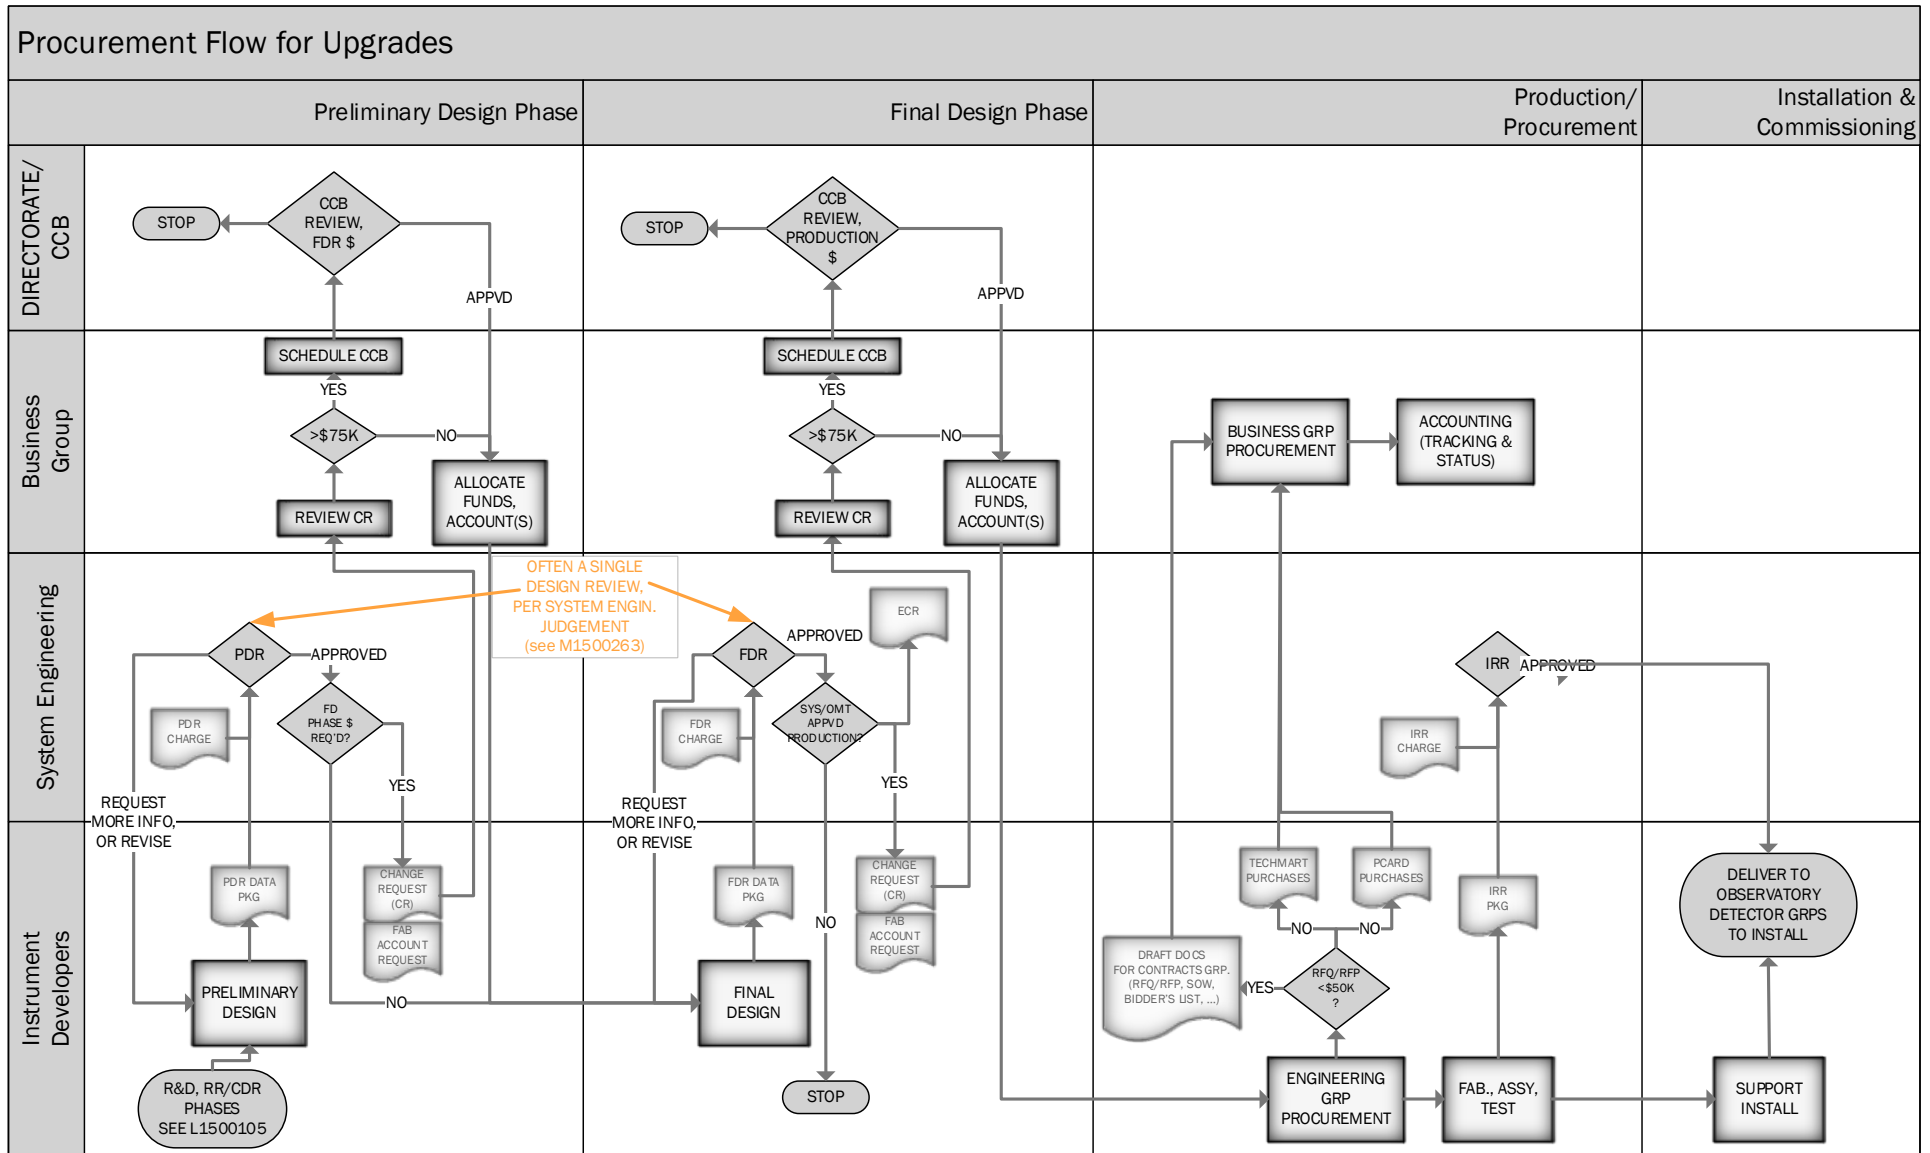 Procurement Flow for Upgrades
Preliminary Design Phase
Final Design Phase
Production/
Procurement
Installation &
Commissioning
DIRECTORATE/
CCB
STOP
CCB
REVIEW,
FDR $
APPVD
STOP
CCB
REVIEW,
PRODUCTION
$
APPVD
Business
Group
SCHEDULE CCB
YES
>$75K
NO
REVIEW CR
ALLOCATE
FUNDS,
ACCOUNT(S)
SCHEDULE CCB
YES
>$75K
NO
REVIEW CR
ALLOCATE
FUNDS,
ACCOUNT(S)
BUSINESS GRP
PROCUREMENT
ACCOUNTING
(TRACKING &
STATUS)
System Engineering
OFTEN A SINGLE
DESIGN REVIEW,
PER SYSTEM ENGIN.
JUDGEMENT
(see M1500263)
PDR
APPROVED
PDR
CHARGE
FD
PHASE $
REQ'D?
YES
REQUEST
MORE INFO,
OR REVISE
FDR
APPROVED
ECR
FDR
CHARGE
SYS/OMT
APPVD
PRODUCTION?
YES
REQUEST
MORE INFO,
OR REVISE
IRR
APPROVED
IRR
CHARGE
Instrument
Developers
PDR DATA
PKG
CHANGE
REQUEST
(CR)
FAB
ACCOUNT
REQUEST
PRELIMINARY
DESIGN
NO
R&D, RR/CDR
PHASES
SEE L1500105
FDR DATA
PKG
CHANGE
REQUEST
(CR)
FAB
ACCOUNT
REQUEST
NO
FINAL
DESIGN
STOP
TECHMART
PURCHASES
PCARD
PURCHASES
NO
NO
DRAFT DOCS
FOR CONTRACTS GRP.
(RFQ/RFP, SOW,
BIDDER'S LIST, ...)
YES
RFQ/RFP
<$50K
?
IRR
PKG
ENGINEERING
GRP
PROCUREMENT
FAB., ASSY,
TEST
DELIVER TO
OBSERVATORY
DETECTOR GRPS
TO INSTALL
SUPPORT
INSTALL